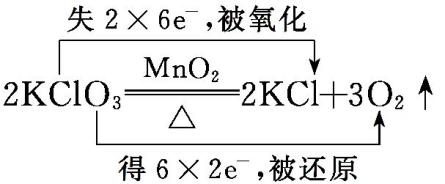 失 2 × 6e⁻,被氧化
MnO₂
2KClO₃══2KCl+3O₂ ↑
△
得 6 × 2e⁻,被还原